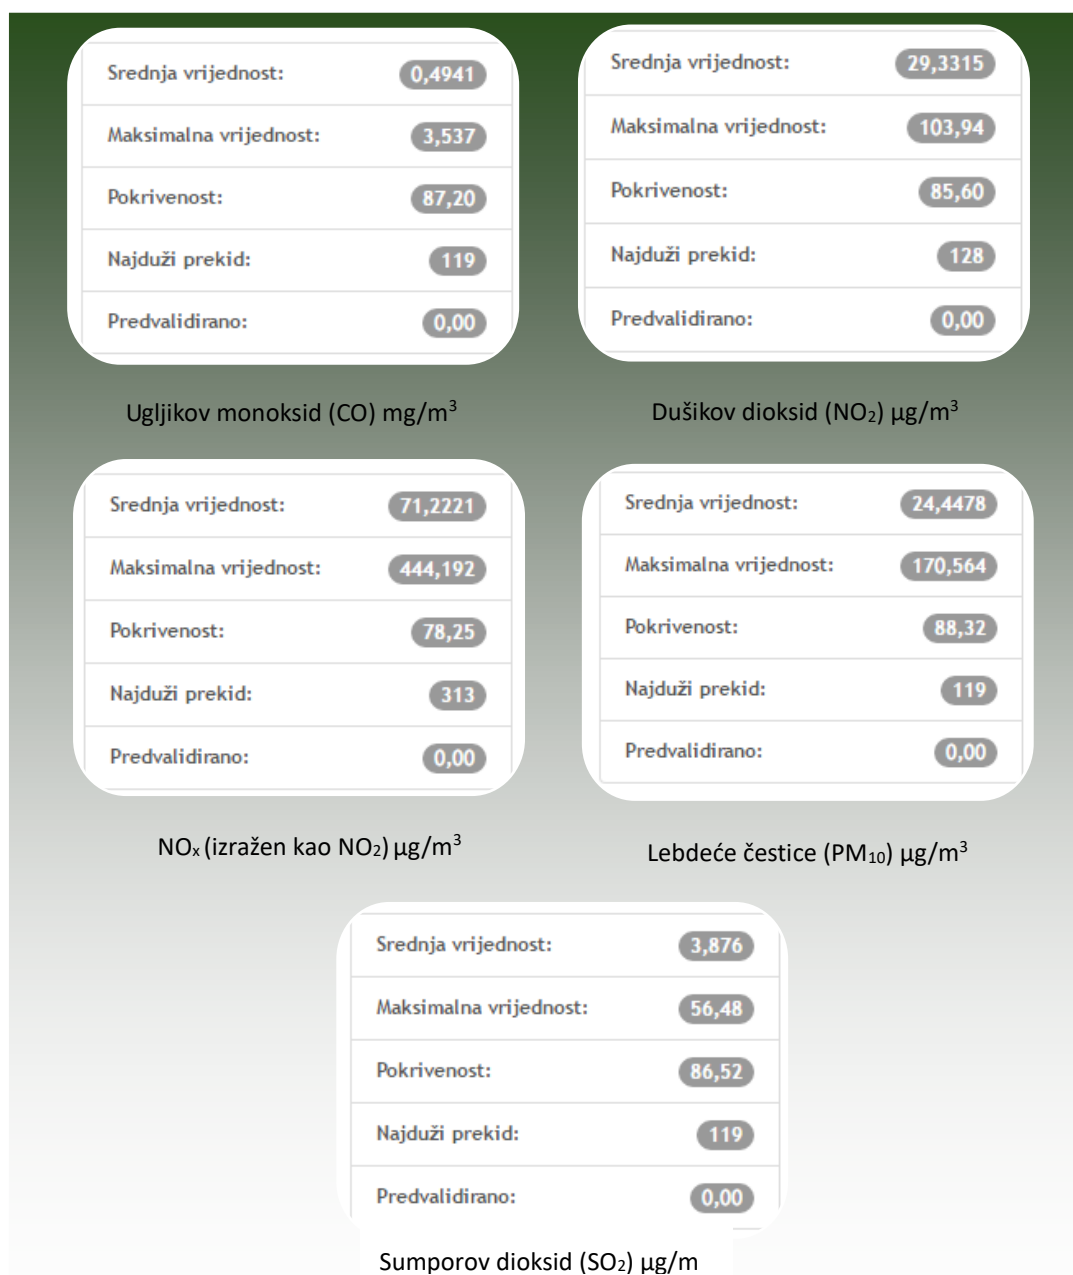 Srednja vrijednost: 0,4941
Maksimalna vrijednost: 3,537
Pokrivenost: 87,20
Najduži prekid: 119
Predvalidirano: 0,00
Ugljikov monoksid (CO) mg/m³
Srednja vrijednost: 29,3315
Maksimalna vrijednost: 103,94
Pokrivenost: 85,60
Najduži prekid: 128
Predvalidirano: 0,00
Dušikov dioksid (NO₂) µg/m³
Srednja vrijednost: 71,2221
Maksimalna vrijednost: 444,192
Pokrivenost: 78,25
Najduži prekid: 313
Predvalidirano: 0,00
NOₓ (izražen kao NO₂) µg/m³
Srednja vrijednost: 24,4478
Maksimalna vrijednost: 170,564
Pokrivenost: 88,32
Najduži prekid: 119
Predvalidirano: 0,00
Lebdeće čestice (PM₁₀) µg/m³
Srednja vrijednost: 3,876
Maksimalna vrijednost: 56,48
Pokrivenost: 86,52
Najduži prekid: 119
Predvalidirano: 0,00
Sumporov dioksid (SO₂) µg/m